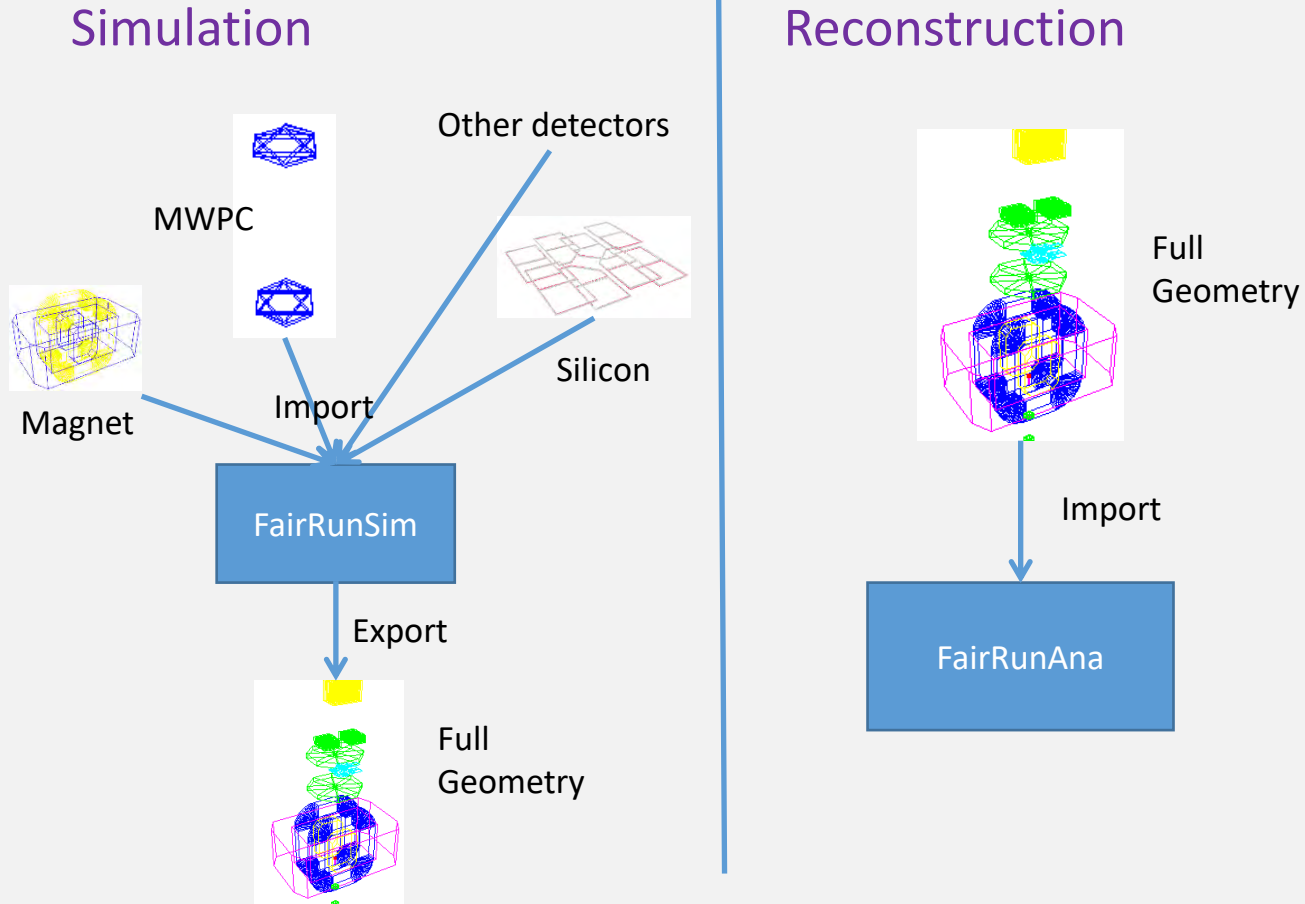 Simulation
Other detectors
MWPC
Silicon
Magnet
Import
FairRunSim
Export
Full
Geometry
Reconstruction
Full
Geometry
Import
FairRunAna